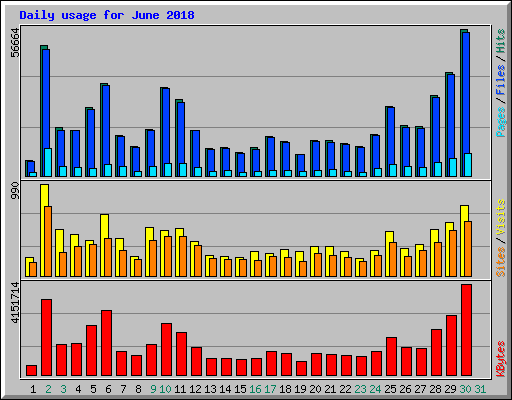 Daily usage for June 2018
56664
Pages / Files / Hits
990
Sites / Visits
4151714
KBytes
1 2 3 4 5 6 7 8 9 10 11 12 13 14 15 16 17 18 19 20 21 22 23 24 25 26 27 28 29 30 31